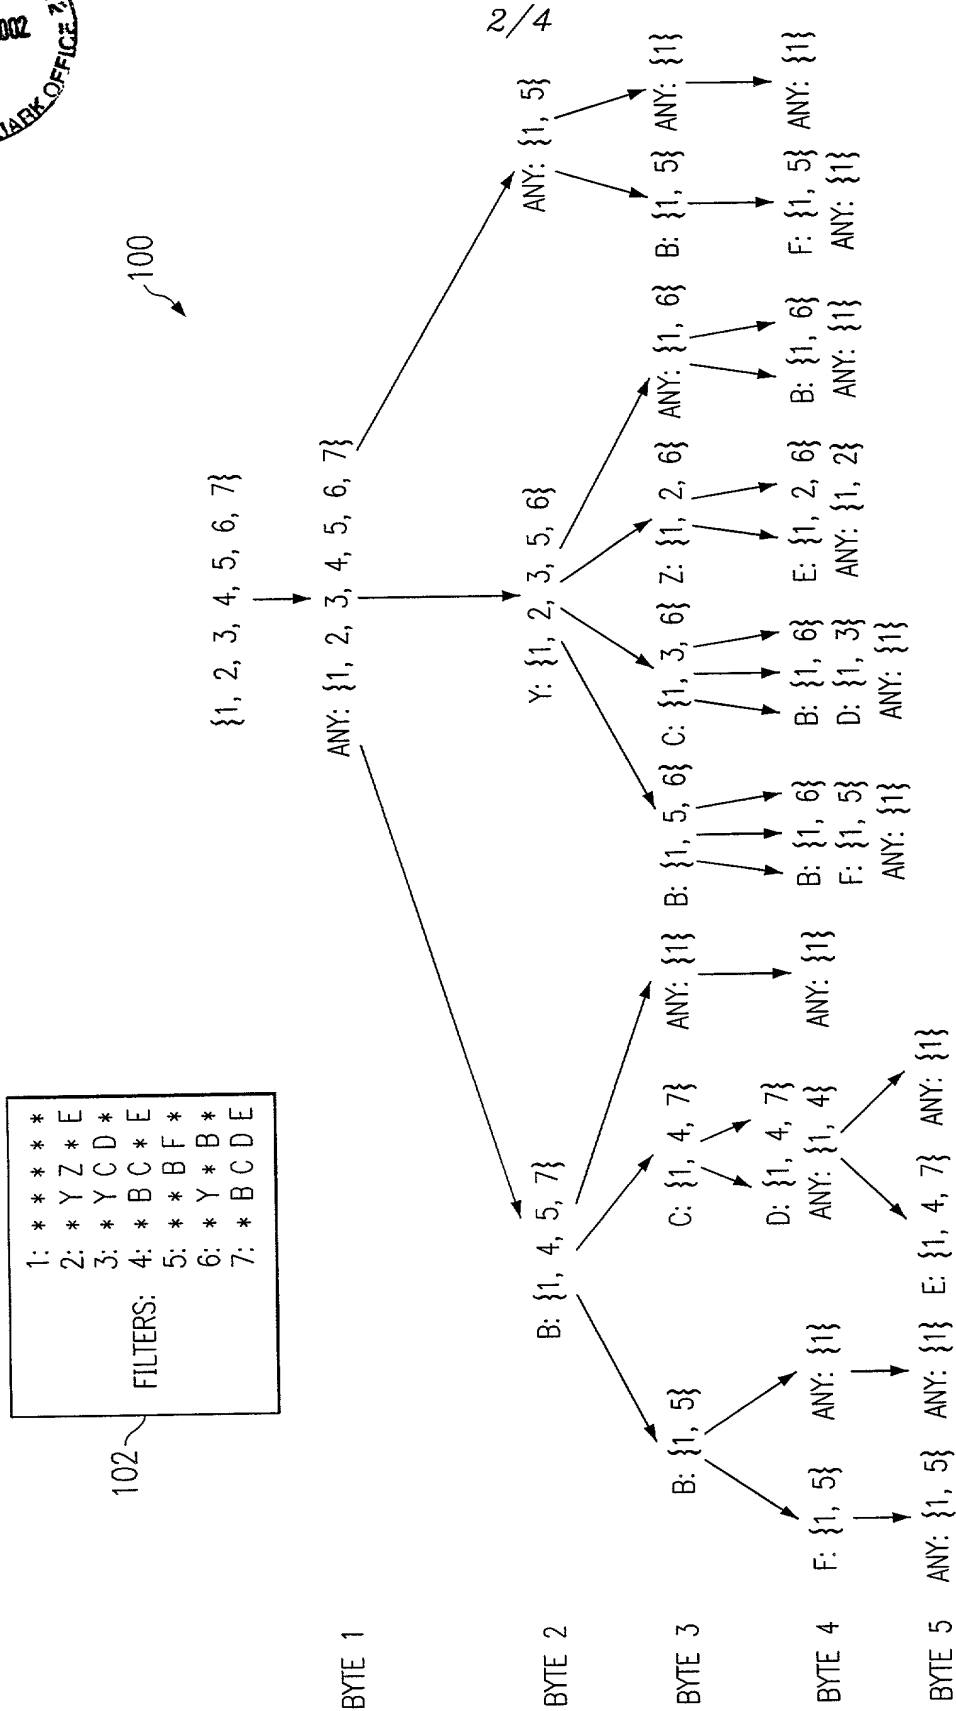 2/4
002
MARK OFFICE
100
102
FILTERS:
1: * * * * *
2: * Y Z * E
3: * Y C D *
4: * B C * E
5: * * B F *
6: * Y * B *
7: * B C D E
{1, 2, 3, 4, 5, 6, 7}
BYTE 1
ANY: {1, 2, 3, 4, 5, 6, 7}
BYTE 2
B: {1, 4, 5, 7}
Y: {1, 2, 3, 5, 6}
ANY: {1, 5}
BYTE 3
B: {1, 5}
C: {1, 4, 7}
ANY: {1}
B: {1, 5, 6}
C: {1, 3, 6}
Z: {1, 2, 6}
ANY: {1, 6}
B: {1, 5}
ANY: {1}
BYTE 4
F: {1, 5}
ANY: {1}
D: {1, 4, 7}
ANY: {1, 4}
ANY: {1}
B: {1, 6}
F: {1, 5}
ANY: {1}
B: {1, 6}
D: {1, 3}
ANY: {1}
E: {1, 2, 6}
ANY: {1, 2}
B: {1, 6}
ANY: {1}
F: {1, 5}
ANY: {1}
ANY: {1}
BYTE 5
ANY: {1, 5}
ANY: {1}
E: {1, 4, 7}
ANY: {1}